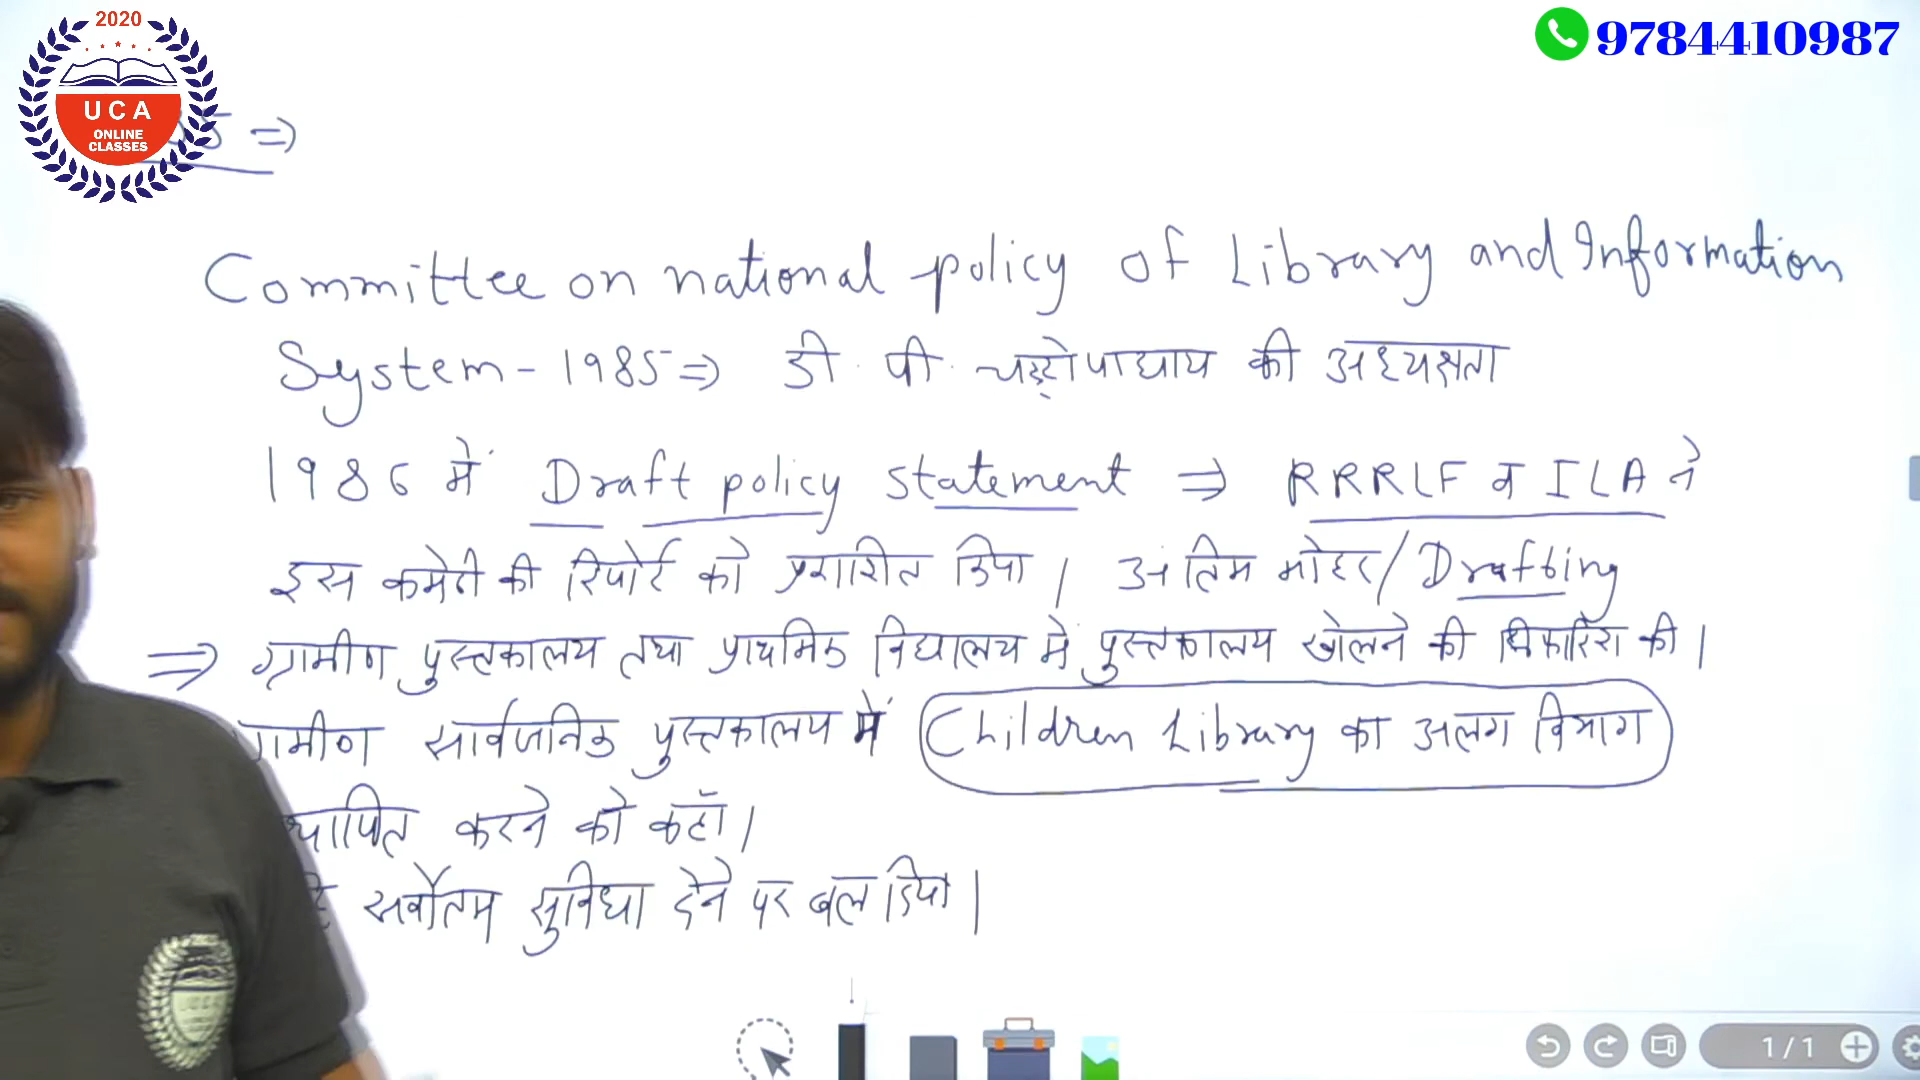 2020
UCA
ONLINE
CLASSES
9784410987
5 =>
Committee on national policy of Library and Information
System - 1985 => डी. पी. चट्टोपाध्याय की अध्यक्षता
1986 में Draft policy statement => RRRLF व ILA ने
इस कमेटी की रिपोर्ट को प्रकाशित किया। अंतिम मोहर/Drafting
=> ग्रामीण पुस्तकालय तथा प्राथमिक विद्यालय में पुस्तकालय खोलने की सिफारिश की।
ग्रामीण सार्वजनिक पुस्तकालय में Children Library का अलग विभाग
स्थापित करने को कहाँ।
सर्वोतम सुविधा देने पर बल दिया।
1/1